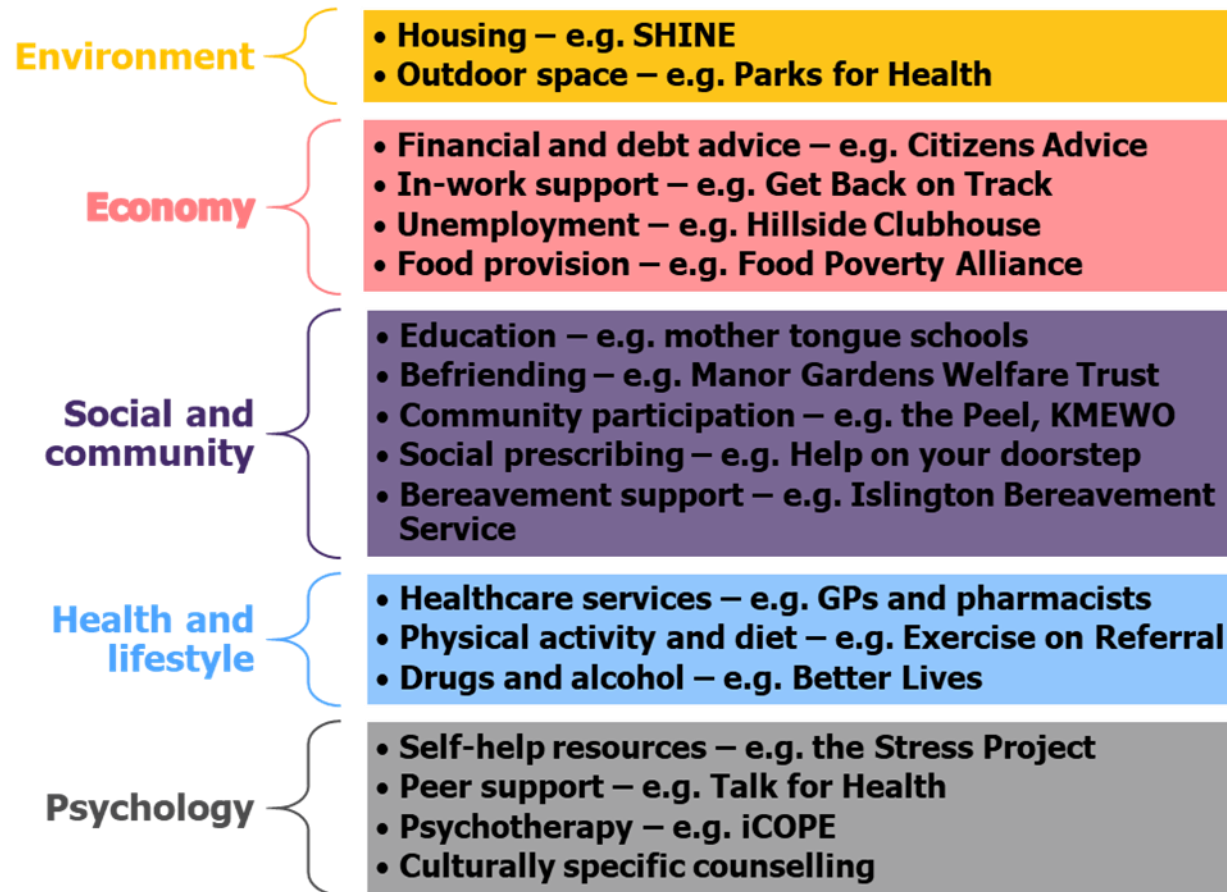 Environment
• Housing – e.g. SHINE
• Outdoor space – e.g. Parks for Health
Economy
• Financial and debt advice – e.g. Citizens Advice
• In-work support – e.g. Get Back on Track
• Unemployment – e.g. Hillside Clubhouse
• Food provision – e.g. Food Poverty Alliance
Social and
community
• Education – e.g. mother tongue schools
• Befriending – e.g. Manor Gardens Welfare Trust
• Community participation – e.g. the Peel, KMEWO
• Social prescribing – e.g. Help on your doorstep
• Bereavement support – e.g. Islington Bereavement
Service
Health and
lifestyle
• Healthcare services – e.g. GPs and pharmacists
• Physical activity and diet – e.g. Exercise on Referral
• Drugs and alcohol – e.g. Better Lives
Psychology
• Self-help resources – e.g. the Stress Project
• Peer support – e.g. Talk for Health
• Psychotherapy – e.g. iCOPE
• Culturally specific counselling